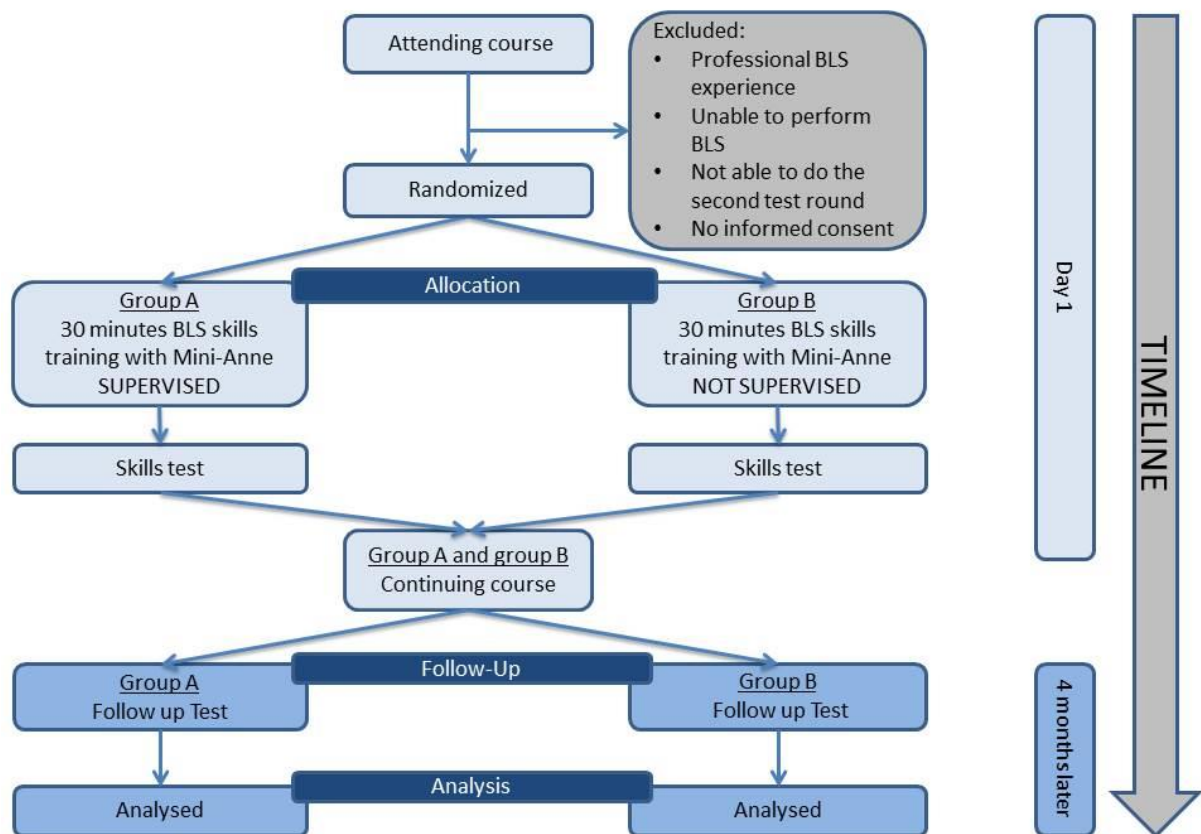 Attending course
Excluded:
• Professional BLS
experience
• Unable to perform
BLS
• Not able to do the
second test round
• No informed consent
Randomized
Allocation
Group A
30 minutes BLS skills
training with Mini-Anne
SUPERVISED
Group B
30 minutes BLS skills
training with Mini-Anne
NOT SUPERVISED
Skills test
Skills test
Group A and group B
Continuing course
Follow-Up
Group A
Follow up Test
Group B
Follow up Test
Analysis
Analysed
Analysed
Day 1
4 months later
TIMELINE